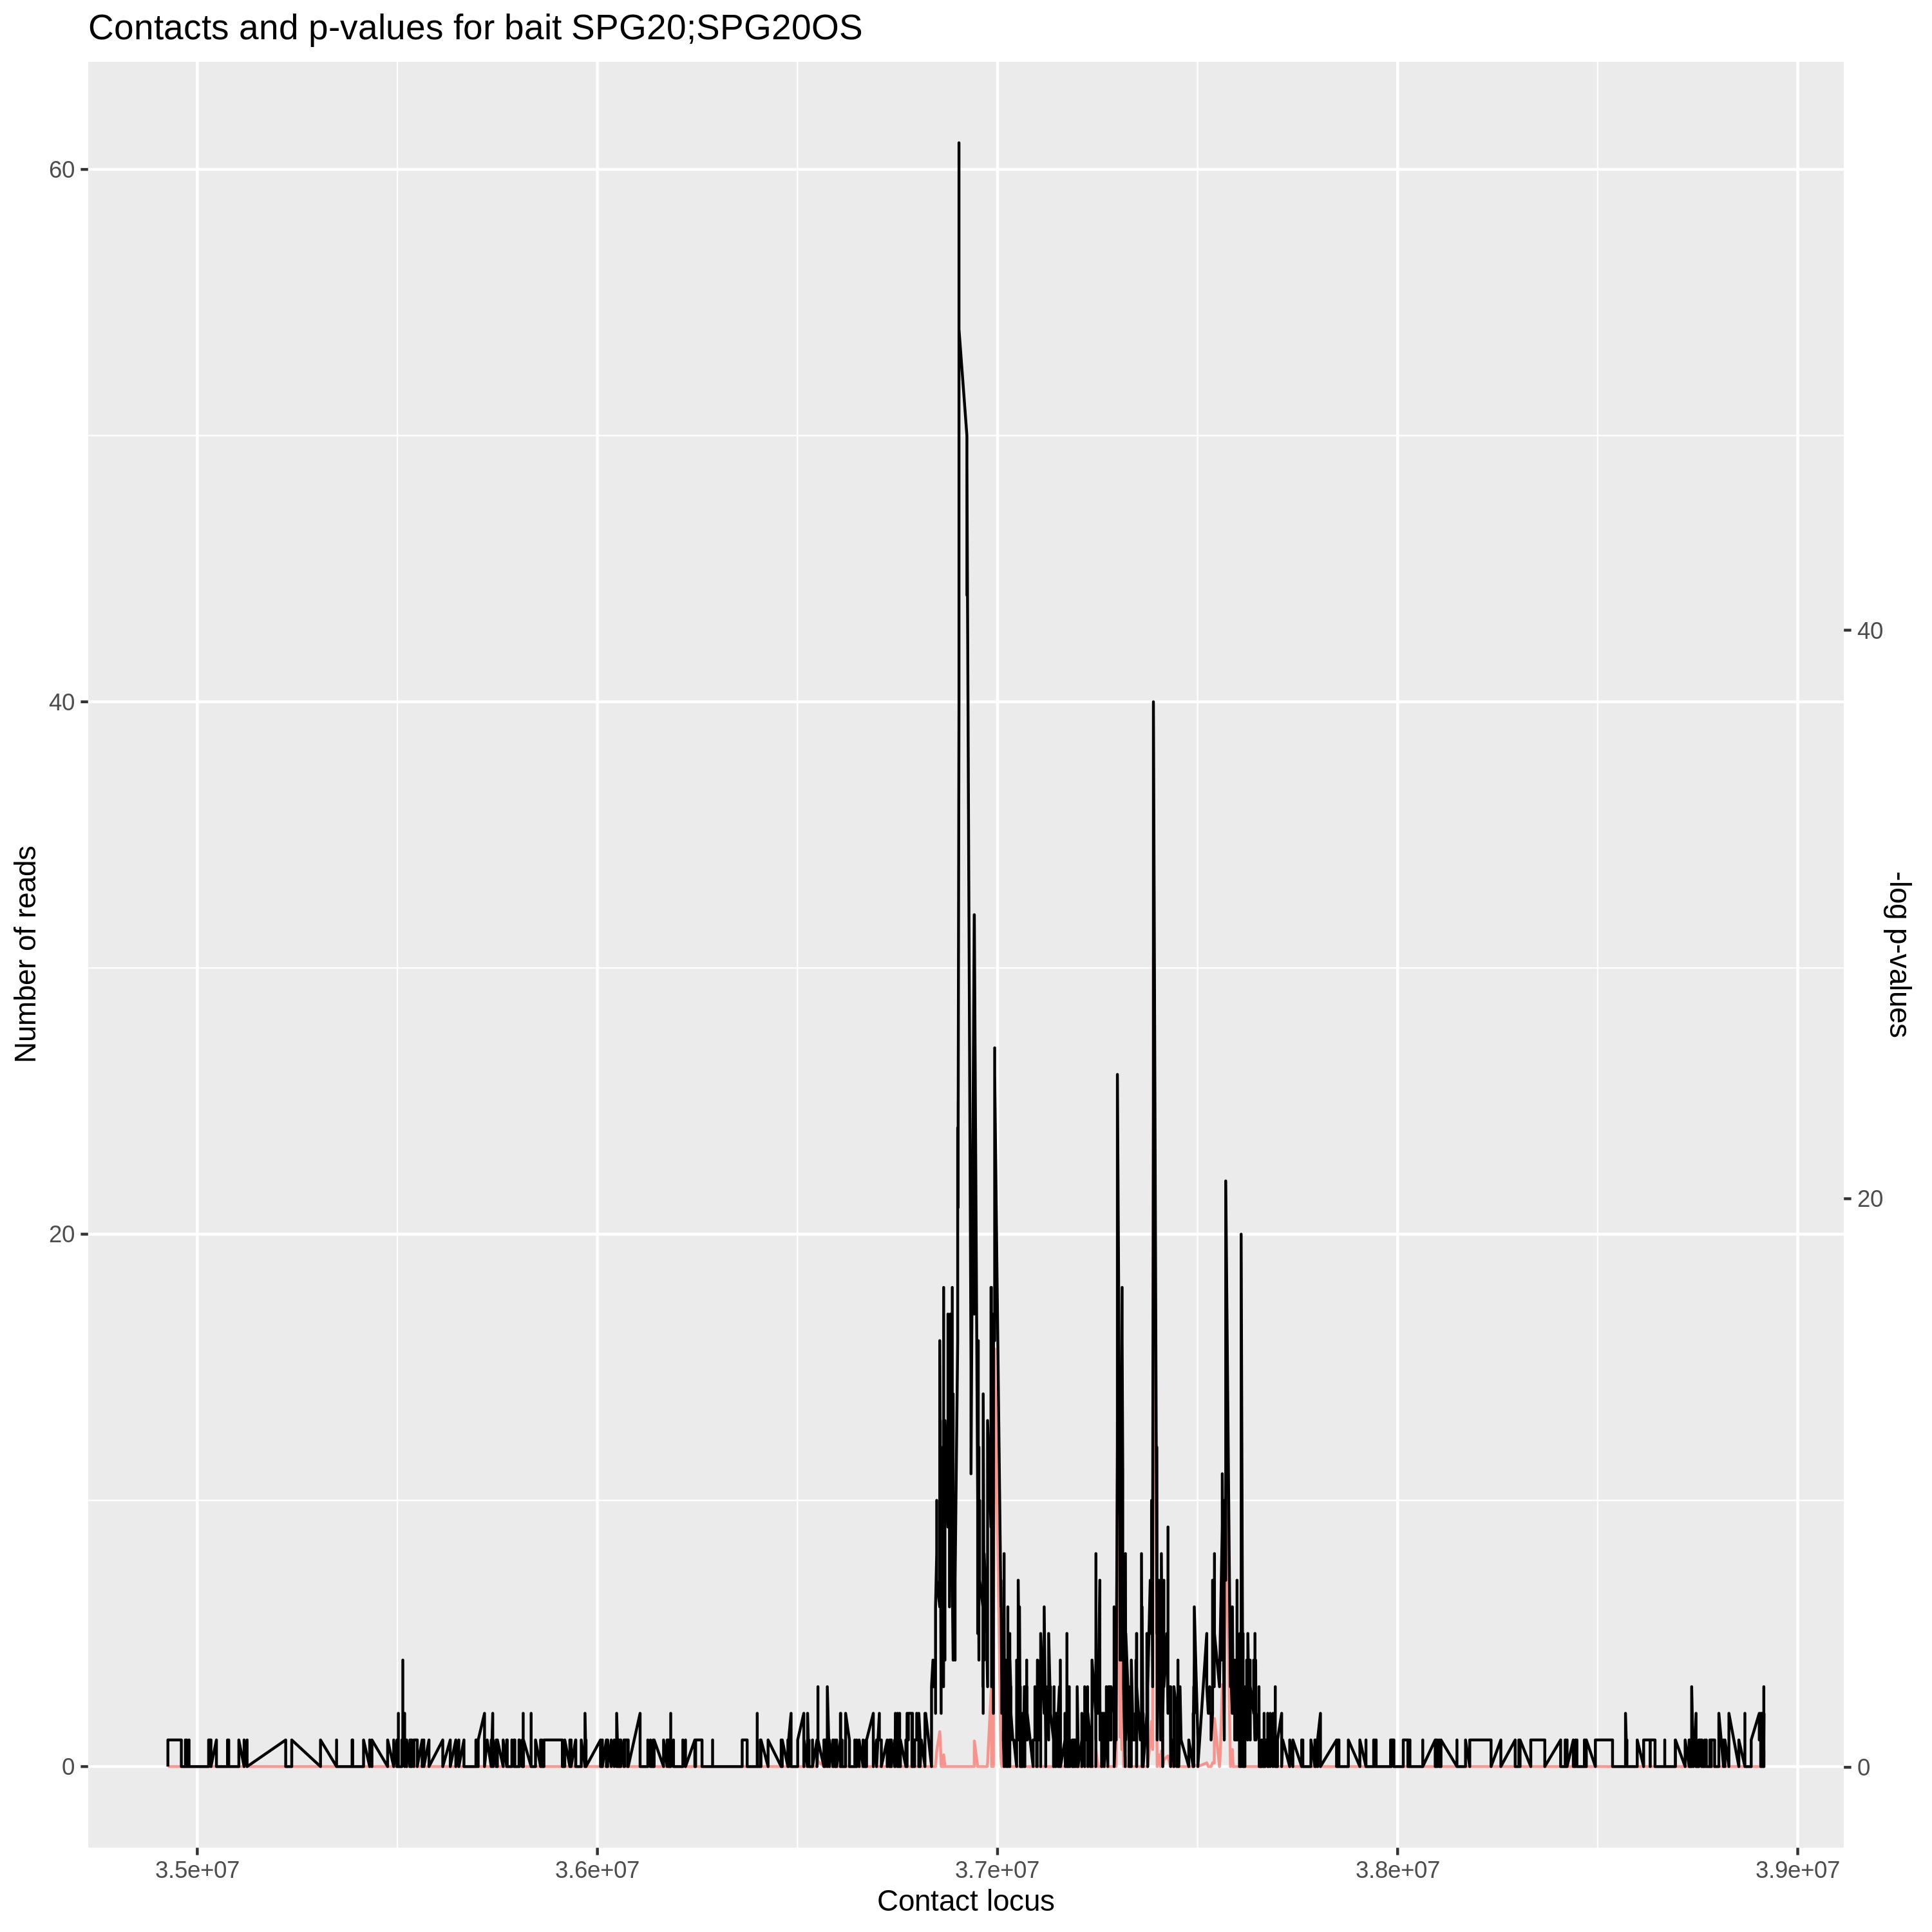 Contacts and p-values for bait SPG20;SPG20OS
60
40
20
0
Number of reads
40
20
0
-log p-values
3.5e+07 3.6e+07 3.7e+07 3.8e+07 3.9e+07
Contact locus